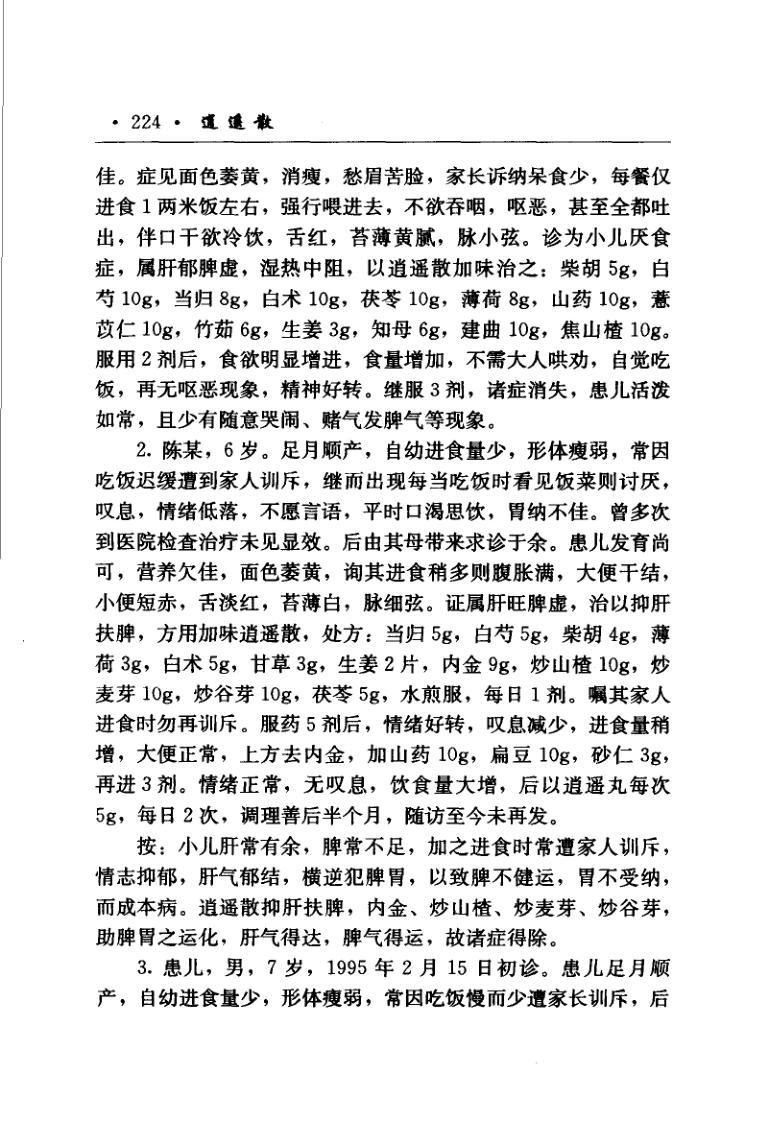 · 224 · 逍遥散
佳。症见面色萎黄，消瘦，愁眉苦脸，家长诉纳呆食少，每餐仅
进食 1 两米饭左右，强行喂进去，不欲吞咽，呕恶，甚至全都吐
出，伴口干欲冷饮，舌红，苔薄黄腻，脉小弦。诊为小儿厌食
症，属肝郁脾虚，湿热中阻，以逍遥散加味治之：柴胡 5g，白
芍 10g，当归 8g，白术 10g，茯苓 10g，薄荷 8g，山药 10g，薏
苡仁 10g，竹茹 6g，生姜 3g，知母 6g，建曲 10g，焦山楂 10g。
服用 2 剂后，食欲明显增进，食量增加，不需大人哄劝，自觉吃
饭，再无呕恶现象，精神好转。继服 3 剂，诸症消失，患儿活泼
如常，且少有随意哭闹、赌气发脾气等现象。
2. 陈某，6 岁。足月顺产，自幼进食量少，形体瘦弱，常因
吃饭迟缓遭到家人训斥，继而出现每当吃饭时看见饭菜则讨厌，
叹息，情绪低落，不愿言语，平时口渴思饮，胃纳不佳。曾多次
到医院检查治疗未见显效。后由其母带来求诊于余。患儿发育尚
可，营养欠佳，面色萎黄，询其进食稍多则腹胀满，大便干结，
小便短赤，舌淡红，苔薄白，脉细弦。证属肝旺脾虚，治以抑肝
扶脾，方用加味逍遥散，处方：当归 5g，白芍 5g，柴胡 4g，薄
荷 3g，白术 5g，甘草 3g，生姜 2 片，内金 9g，炒山楂 10g，炒
麦芽 10g，炒谷芽 10g，茯苓 5g，水煎服，每日 1 剂。嘱其家人
进食时勿再训斥。服药 5 剂后，情绪好转，叹息减少，进食量稍
增，大便正常，上方去内金，加山药 10g，扁豆 10g，砂仁 3g，
再进 3 剂。情绪正常，无叹息，饮食量大增，后以逍遥丸每次
5g，每日 2 次，调理善后半个月，随访至今未再发。
按：小儿肝常有余，脾常不足，加之进食时常遭家人训斥，
情志抑郁，肝气郁结，横逆犯脾胃，以致脾不健运，胃不受纳，
而成本病。逍遥散抑肝扶脾，内金、炒山楂、炒麦芽、炒谷芽，
助脾胃之运化，肝气得达，脾气得运，故诸症得除。
3. 患儿，男，7 岁，1995 年 2 月 15 日初诊。患儿足月顺
产，自幼进食量少，形体瘦弱，常因吃饭慢而少遭家长训斥，后